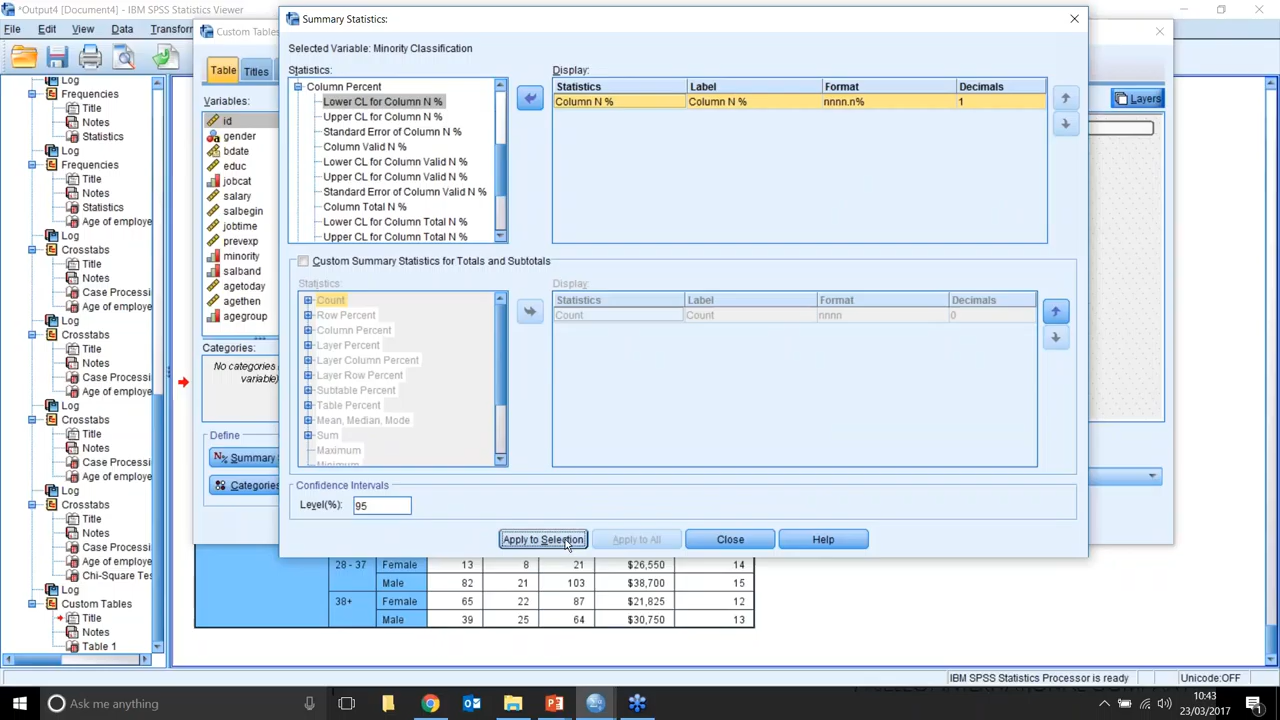 *Output4 [Document4] - IBM SPSS Statistics Viewer
File Edit View Data Transform
Log
Frequencies
Title
Notes
Statistics
Log
Frequencies
Title
Notes
Statistics
Age of employe
Log
Crosstabs
Title
Notes
Case Processi
Age of employe
Log
Crosstabs
Title
Notes
Case Processi
Age of employe
Log
Crosstabs
Title
Notes
Case Processi
Age of employe
Log
Crosstabs
Title
Notes
Case Processi
Age of employe
Chi-Square Tes
Log
Custom Tables
Title
Notes
Table 1
Custom Tables
Table Titles
Variables:
id
gender
bdate
educ
jobcat
salary
salbegin
jobtime
prevexp
minority
salband
agetoday
agethen
agegroup
Categories:
No categories (
variable)
Define
N% Summary S
Categories
Layers
Summary Statistics:
Selected Variable: Minority Classification
Statistics:
Column Percent
Lower CL for Column N %
Upper CL for Column N %
Standard Error of Column N %
Column Valid N %
Lower CL for Column Valid N %
Upper CL for Column Valid N %
Standard Error of Column Valid N %
Column Total N %
Lower CL for Column Total N %
Upper CL for Column Total N %
Display:
Statistics Label Format Decimals
Column N % Column N % nnnn.n% 1
Custom Summary Statistics for Totals and Subtotals
Statistics:
Count
Row Percent
Column Percent
Layer Percent
Layer Column Percent
Layer Row Percent
Subtable Percent
Table Percent
Mean, Median, Mode
Sum
Maximum
Minimum
Display:
Statistics Label Format Decimals
Count Count nnnn 0
Confidence Intervals
Level(%): 95
Apply to Selection Apply to All Close Help
28 - 37 Female 13 8 21 $26,550 14
Male 82 21 103 $38,700 15
38+ Female 65 22 87 $21,825 12
Male 39 25 64 $30,750 13
IBM SPSS Statistics Processor is ready Unicode:OFF
Ask me anything
10:43
23/03/2017